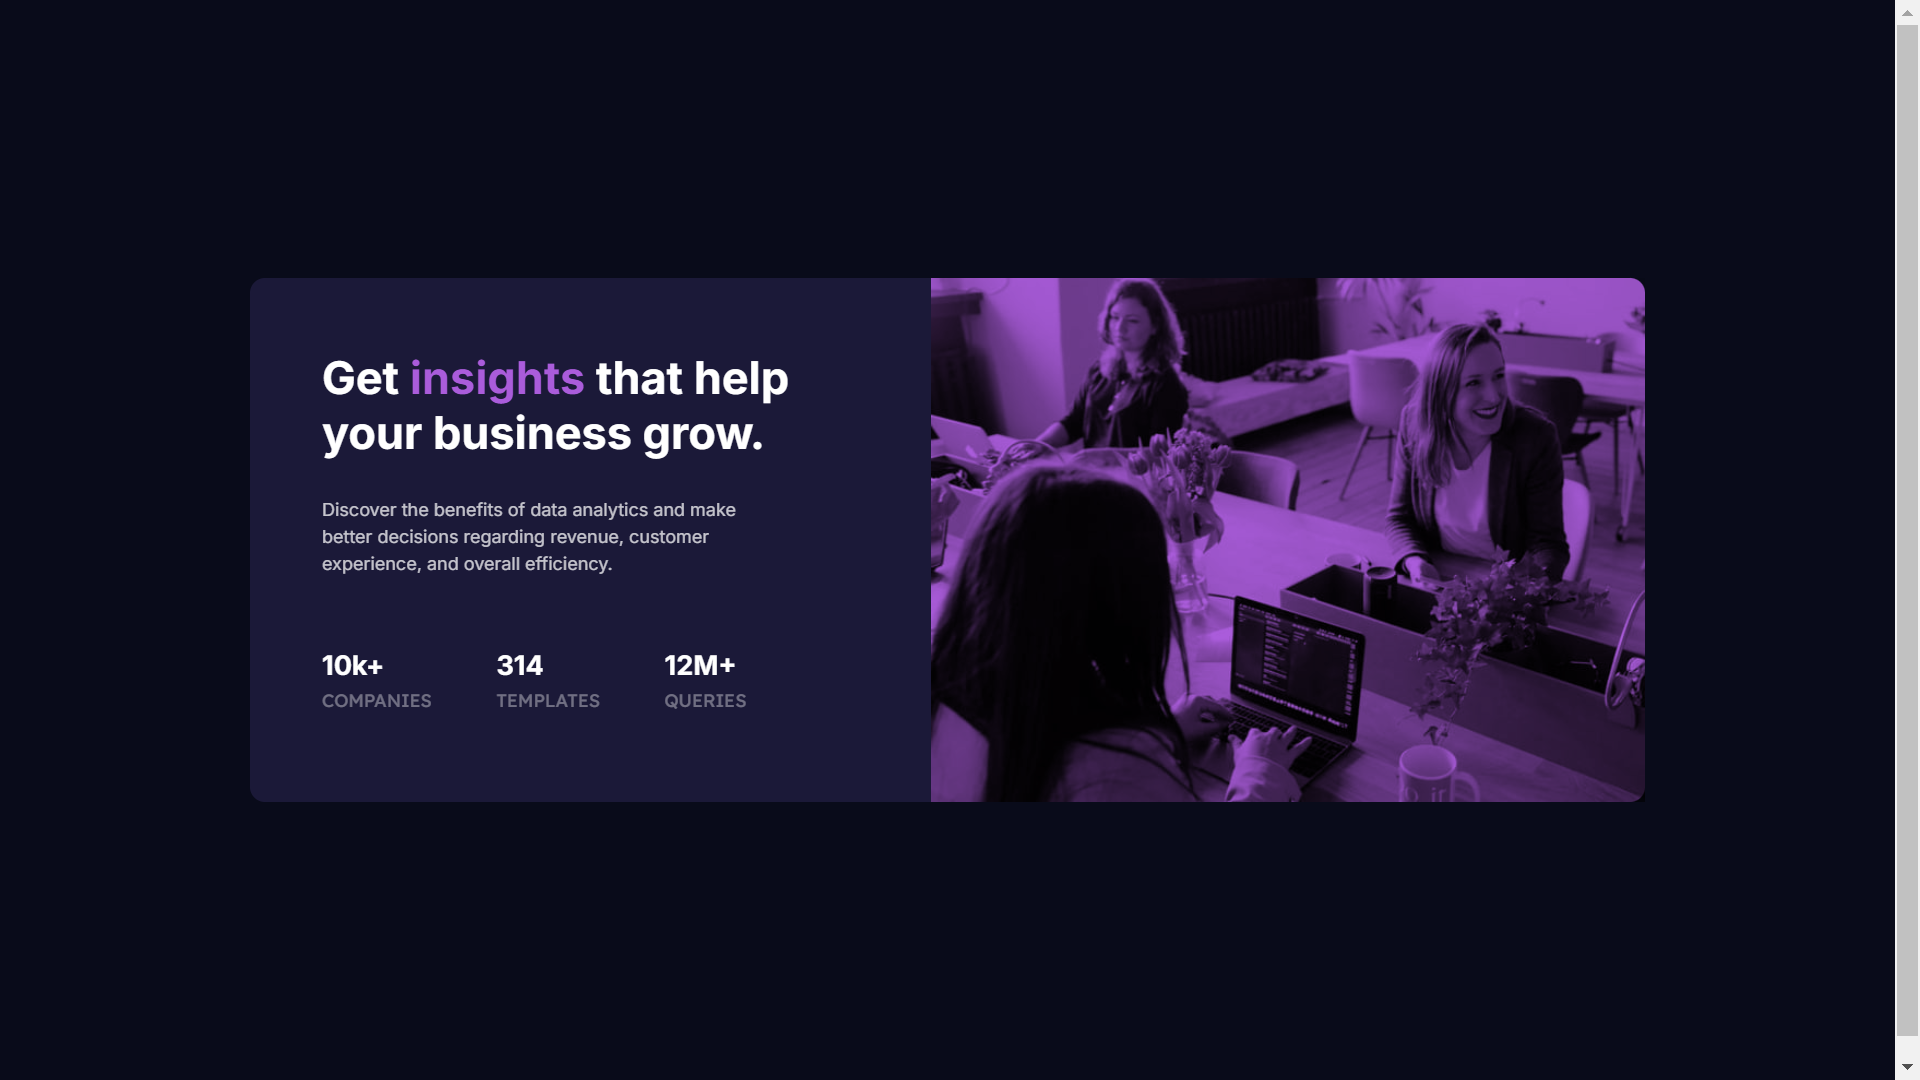 Get insights that help
your business grow.
Discover the benefits of data analytics and make
better decisions regarding revenue, customer
experience, and overall efficiency.
10k+ 314 12M+
COMPANIES TEMPLATES QUERIES